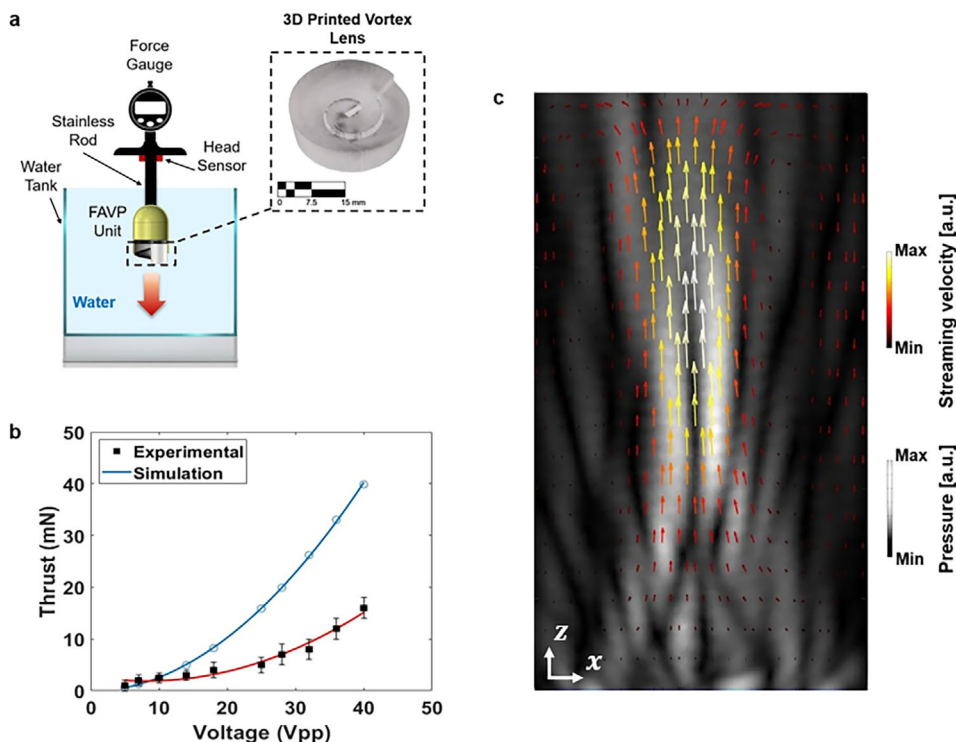 a
3D Printed Vortex
Lens
Force
Gauge
Stainless
Rod
Head
Sensor
Water
Tank
FAVP
Unit
Water
0 7.5 15 mm
b
50
40
30
20
10
0
Thrust (mN)
Experimental
Simulation
0 10 20 30 40 50
Voltage (Vpp)
c
z
x
Max
Min
Streaming velocity [a.u.]
Max
Min
Pressure [a.u.]